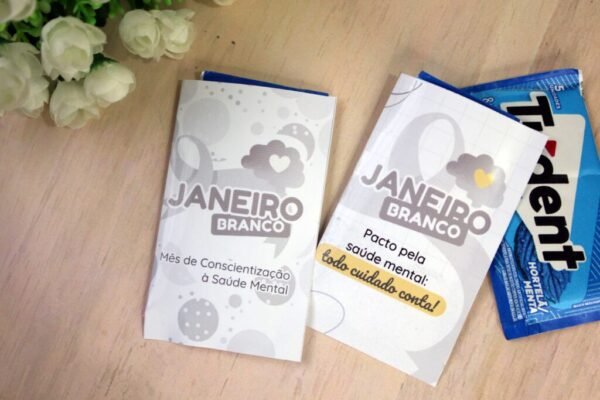 JANEIRO
BRANCO
Mês de Conscientização
à Saúde Mental
JANEIRO
BRANCO
Pacto pela
saúde mental:
todo cuidado conta!
Trident
HORTELÃ
MENTA